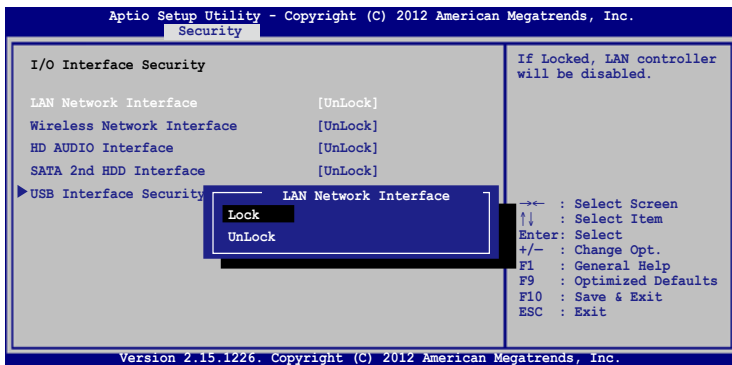 Aptio Setup Utility - Copyright (C) 2012 American Megatrends, Inc.
Security
I/O Interface Security
LAN Network Interface [UnLock]
Wireless Network Interface [UnLock]
HD AUDIO Interface [UnLock]
SATA 2nd HDD Interface [UnLock]
USB Interface Security
LAN Network Interface
Lock
UnLock
If Locked, LAN controller
will be disabled.
→← : Select Screen
↑↓ : Select Item
Enter: Select
+/— : Change Opt.
F1 : General Help
F9 : Optimized Defaults
F10 : Save & Exit
ESC : Exit
Version 2.15.1226. Copyright (C) 2012 American Megatrends, Inc.